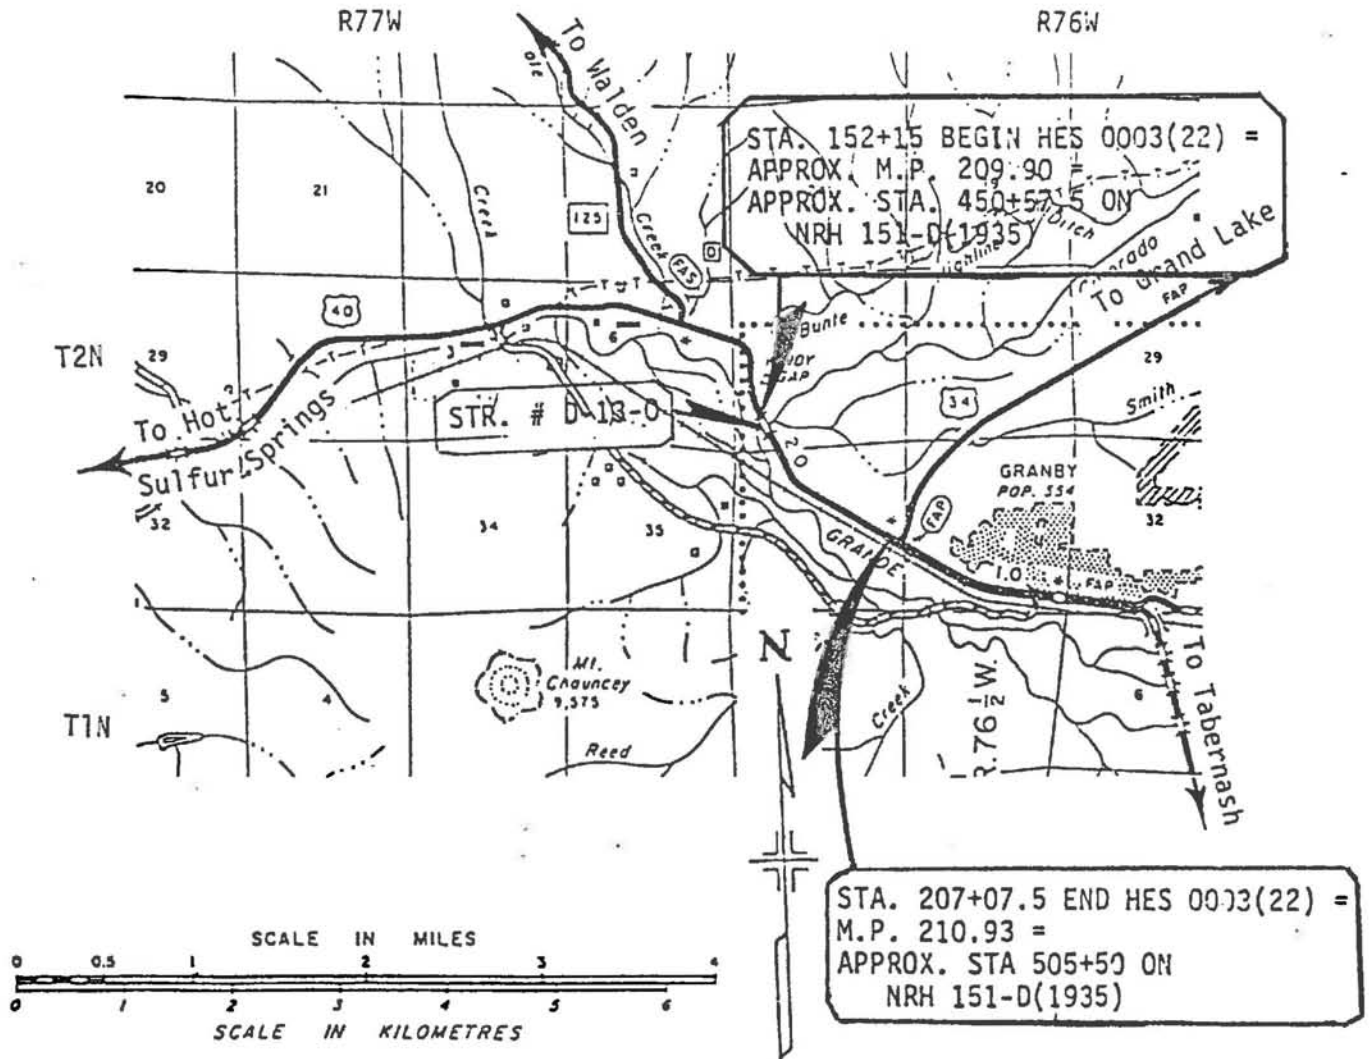 R77W
R76W
To Walden
Ole
STA. 152+15 BEGIN HES 0003(22) =
APPROX. M.P. 209.90 =
APPROX. STA. 450+57.5 ON
NRH 151-D(1935)
20
21
Creek
125
Creek
FAS
Ditch
Highline
Colorado
To Grand Lake
FAP
40
T2N
29
3
6
Bunte
GAP
29
34
Smith
To Hot
Sulfur Springs
STR. # D-13-O
2.0
GRANBY
POP. 554
32
34
35
FAP
32
GRANDE
1.0
FAP
N
Mt.
Chauncey
9,575
5
4
T1N
Reed
Creek
R.76 1/2 W.
6
To Tabernash
STA. 207+07.5 END HES 0003(22) =
M.P. 210.93 =
APPROX. STA 505+50 ON
NRH 151-D(1935)
SCALE IN MILES
0 0.5 1 2 3 4
0 1 2 3 4 5 6
SCALE IN KILOMETRES